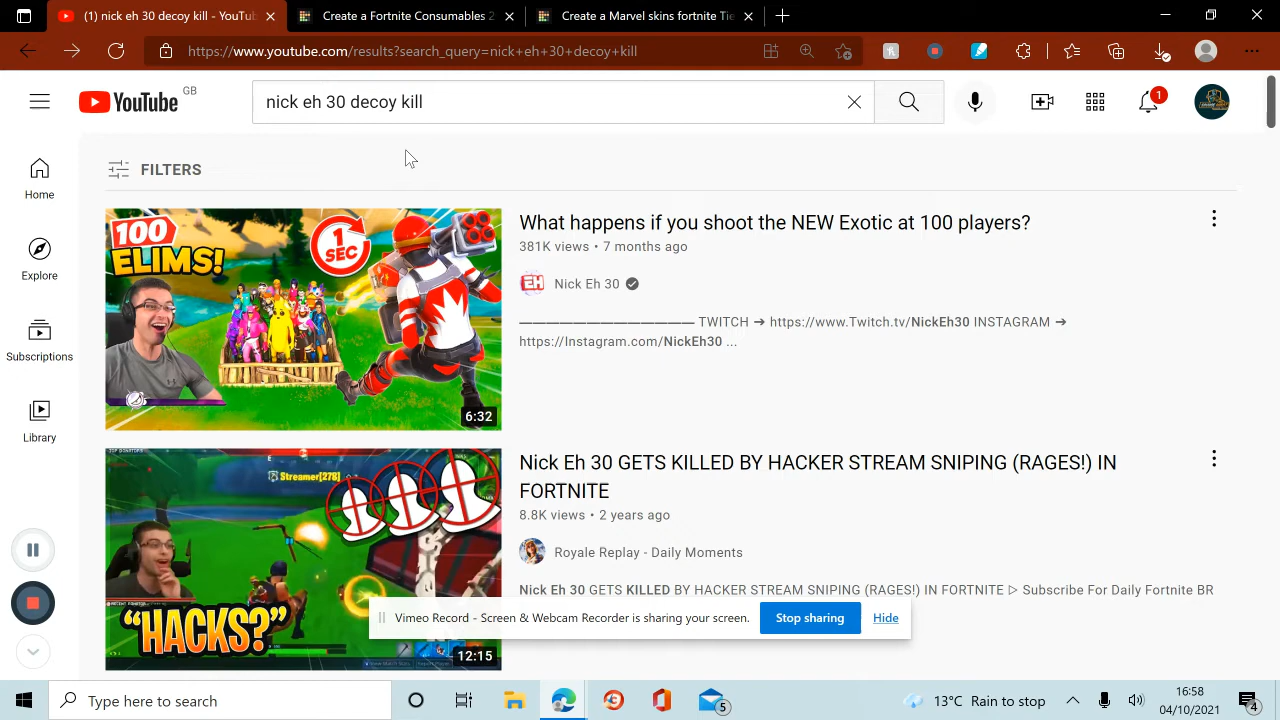 (1) nick eh 30 decoy kill - YouTu
Create a Fortnite Consumables 2
Create a Marvel skins fortnite Tie
https://www.youtube.com/results?search_query=nick+eh+30+decoy+kill
YouTube GB
nick eh 30 decoy kill
1
FILTERS
Home
Explore
Subscriptions
Library
100
ELIMS!
1
SEC
6:32
What happens if you shoot the NEW Exotic at 100 players?
381K views • 7 months ago
EH Nick Eh 30
—————————————— TWITCH ➔ https://www.Twitch.tv/NickEh30 INSTAGRAM ➔
https://Instagram.com/NickEh30 ...
Streamer[278]
"HACKS?"
12:15
Nick Eh 30 GETS KILLED BY HACKER STREAM SNIPING (RAGES!) IN
FORTNITE
8.8K views • 2 years ago
Royale Replay - Daily Moments
Nick Eh 30 GETS KILLED BY HACKER STREAM SNIPING (RAGES!) IN FORTNITE ▷ Subscribe For Daily Fortnite BR
Vimeo Record - Screen & Webcam Recorder is sharing your screen.
Stop sharing
Hide
Type here to search
5
13°C Rain to stop
16:58
04/10/2021
4